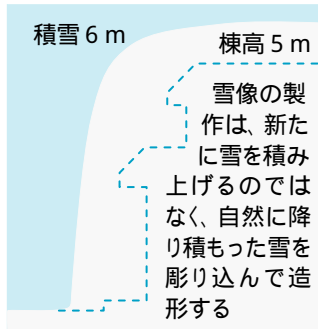 積雪6m
棟高5m
雪像の製
作は、新た
に雪を積み
上げるのでは
なく、自然に降
り積もった雪を
彫り込んで造
形する